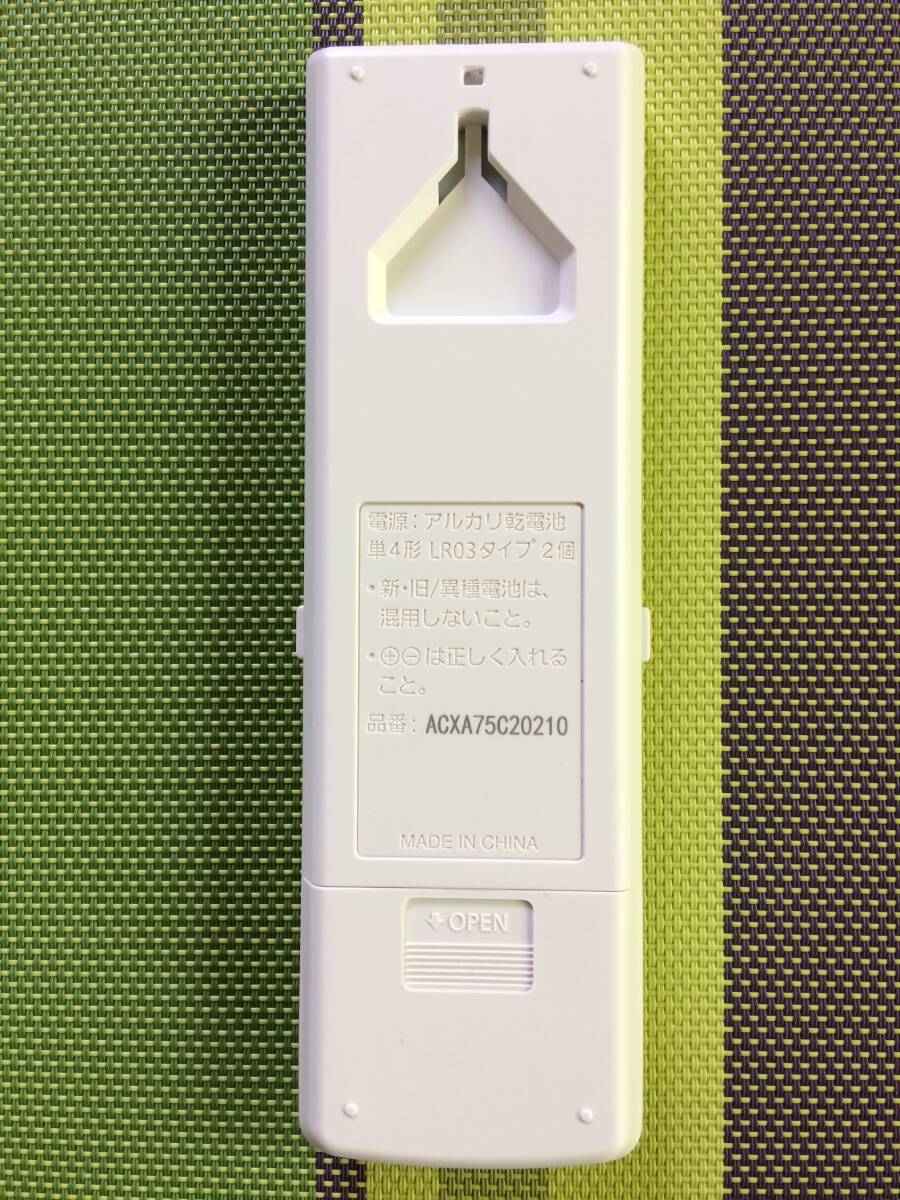 電源：アルカリ乾電池
単4形 LR03タイプ 2個
・新・旧/異種電池は、
混用しないこと。
・⊕⊖は正しく入れる
こと。
品番：ACXA75C20210
MADE IN CHINA
OPEN